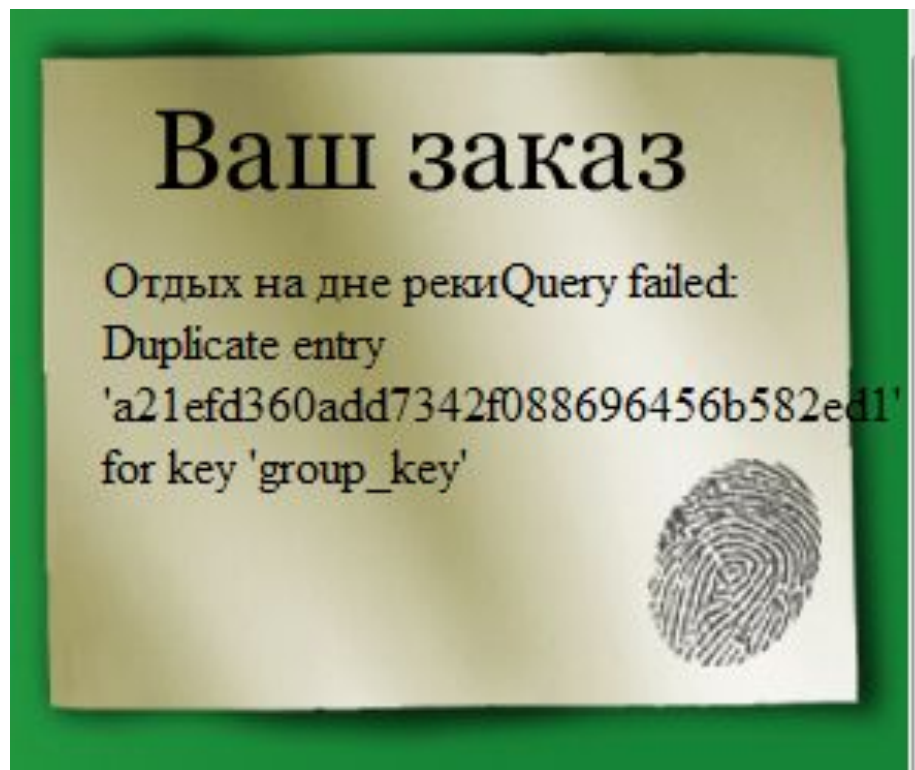 Ваш заказ
Отдых на дне рекиQuery failed:
Duplicate entry
'a21efd360add7342f088696456b582ed1'
for key 'group_key'